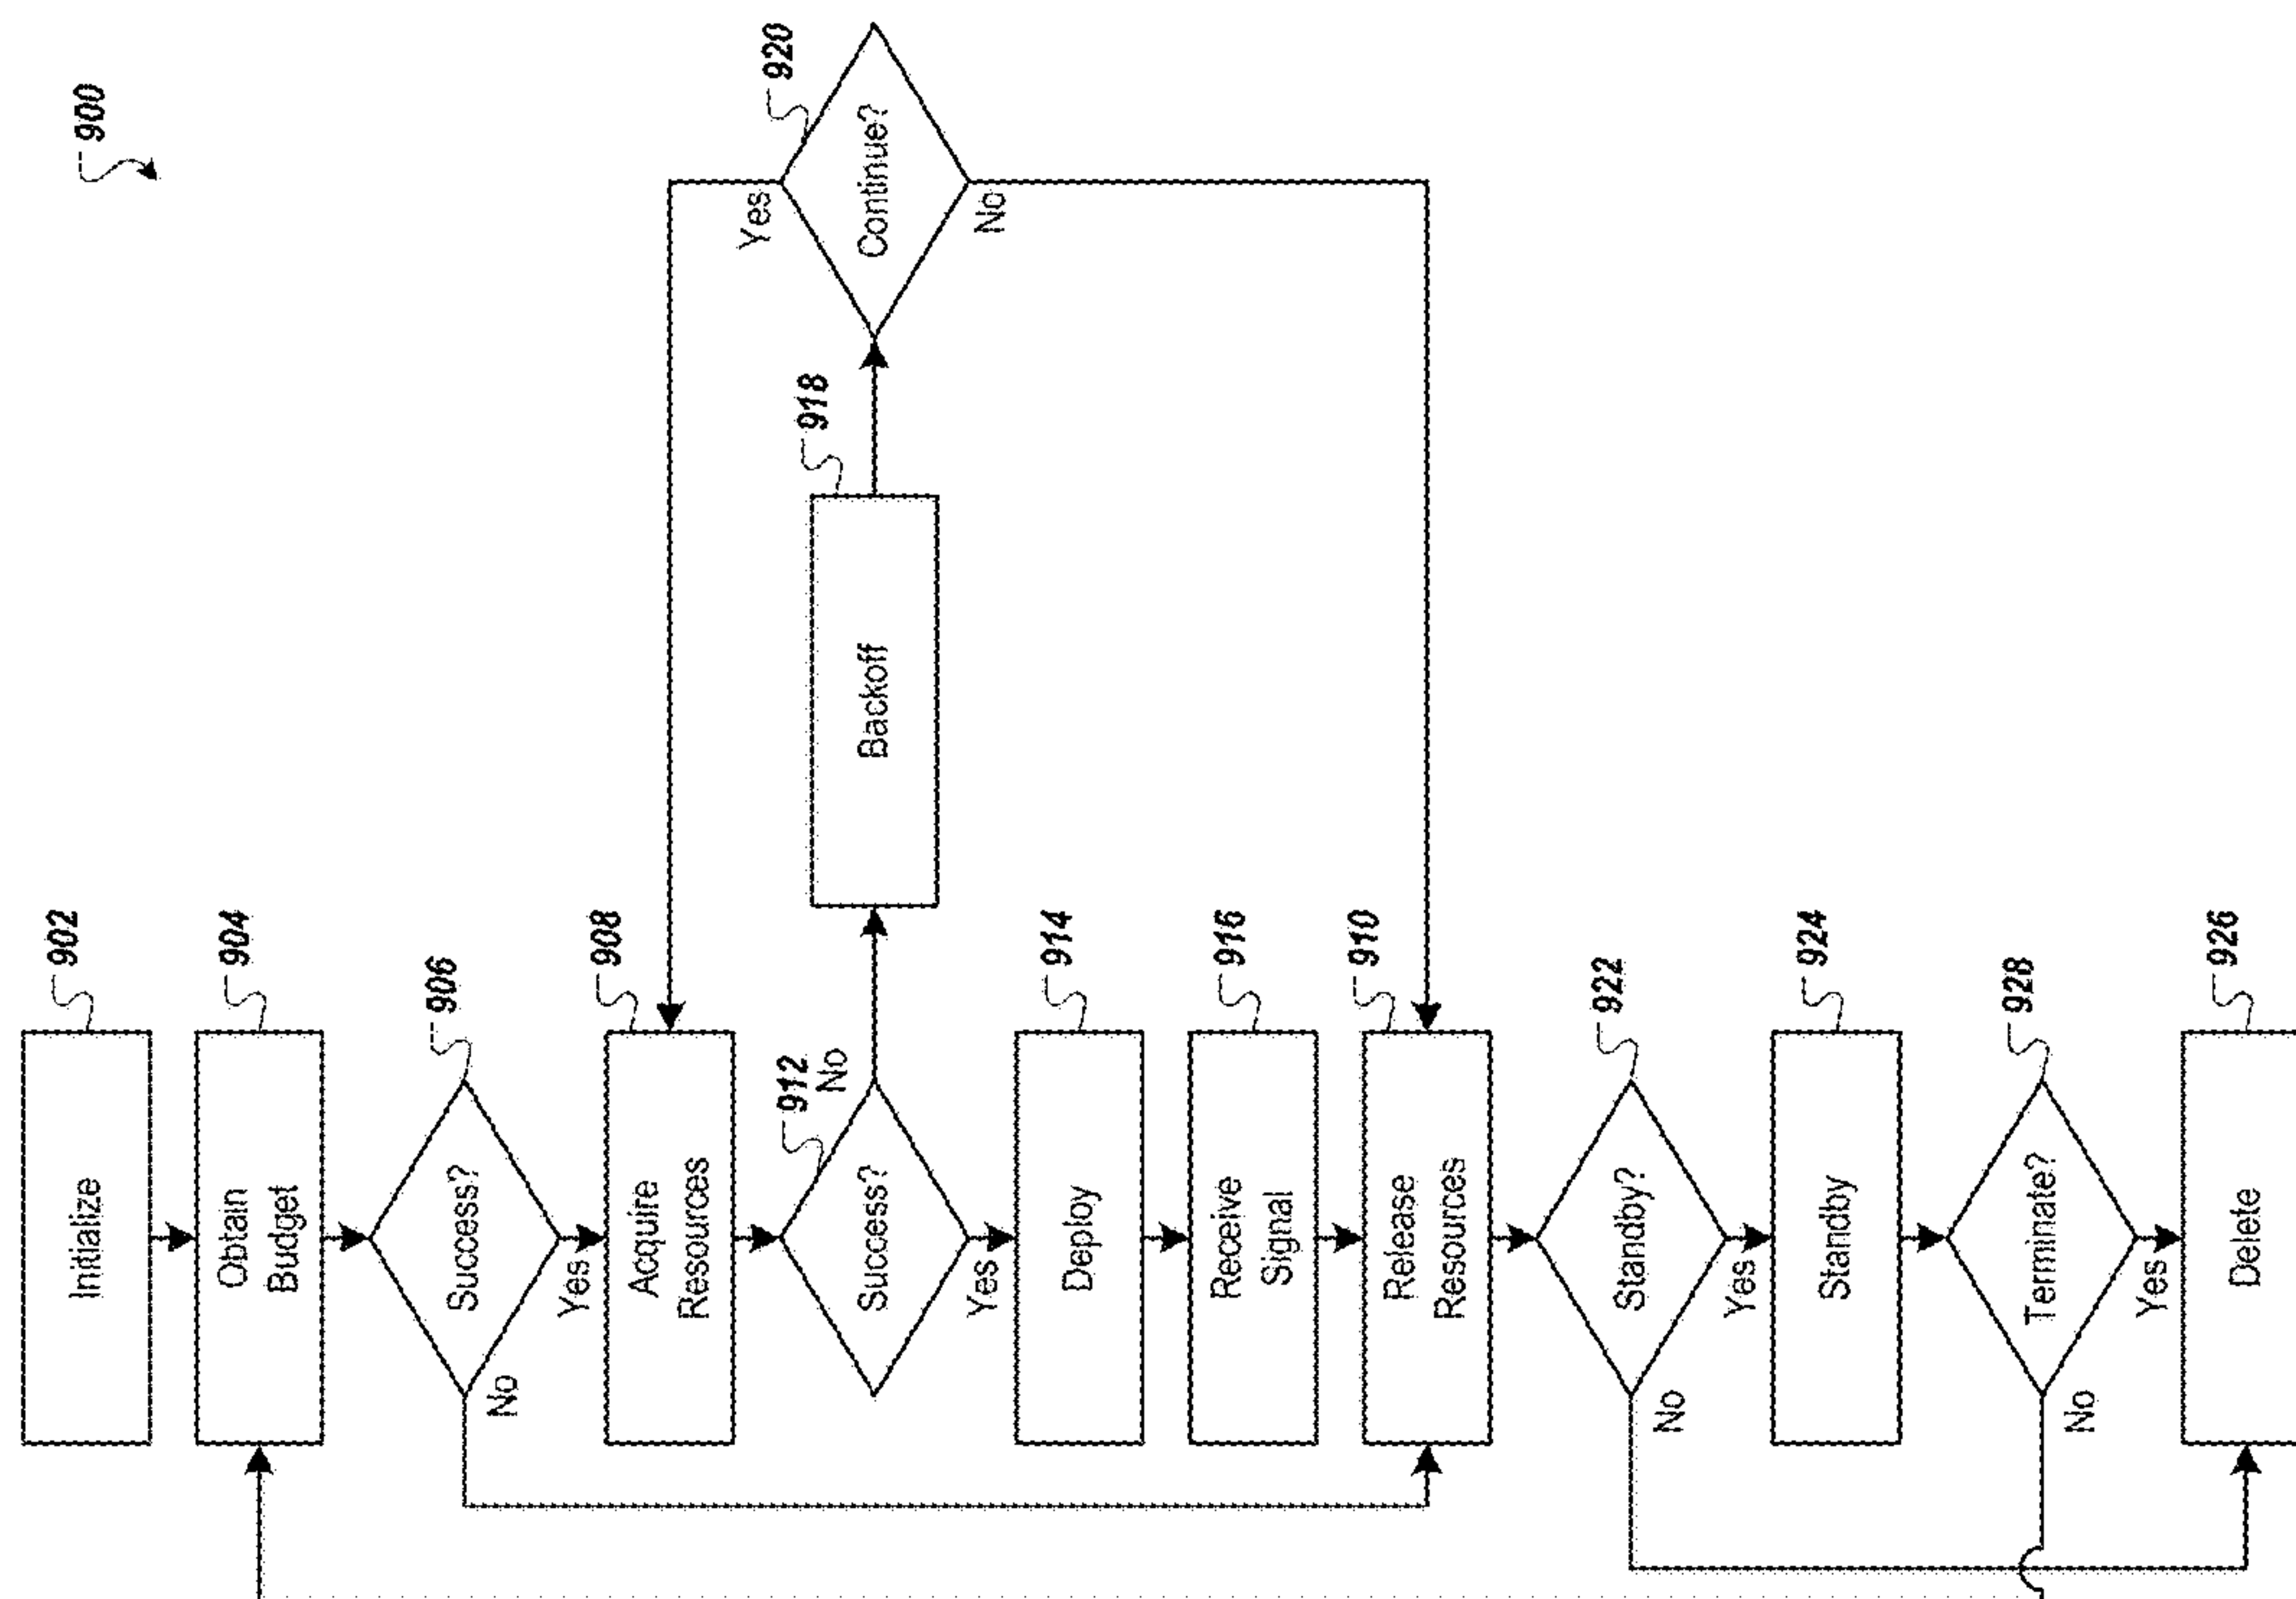 900
Initialize
902
Obtain
Budget
904
Success?
906
No
Yes
Acquire
Resources
908
Success?
912
No
Yes
Backoff
918
Continue?
920
Yes
No
Deploy
914
Receive
Signal
916
Release
Resources
910
Standby?
922
No
Yes
Standby
924
Terminate?
928
No
Yes
Delete
926